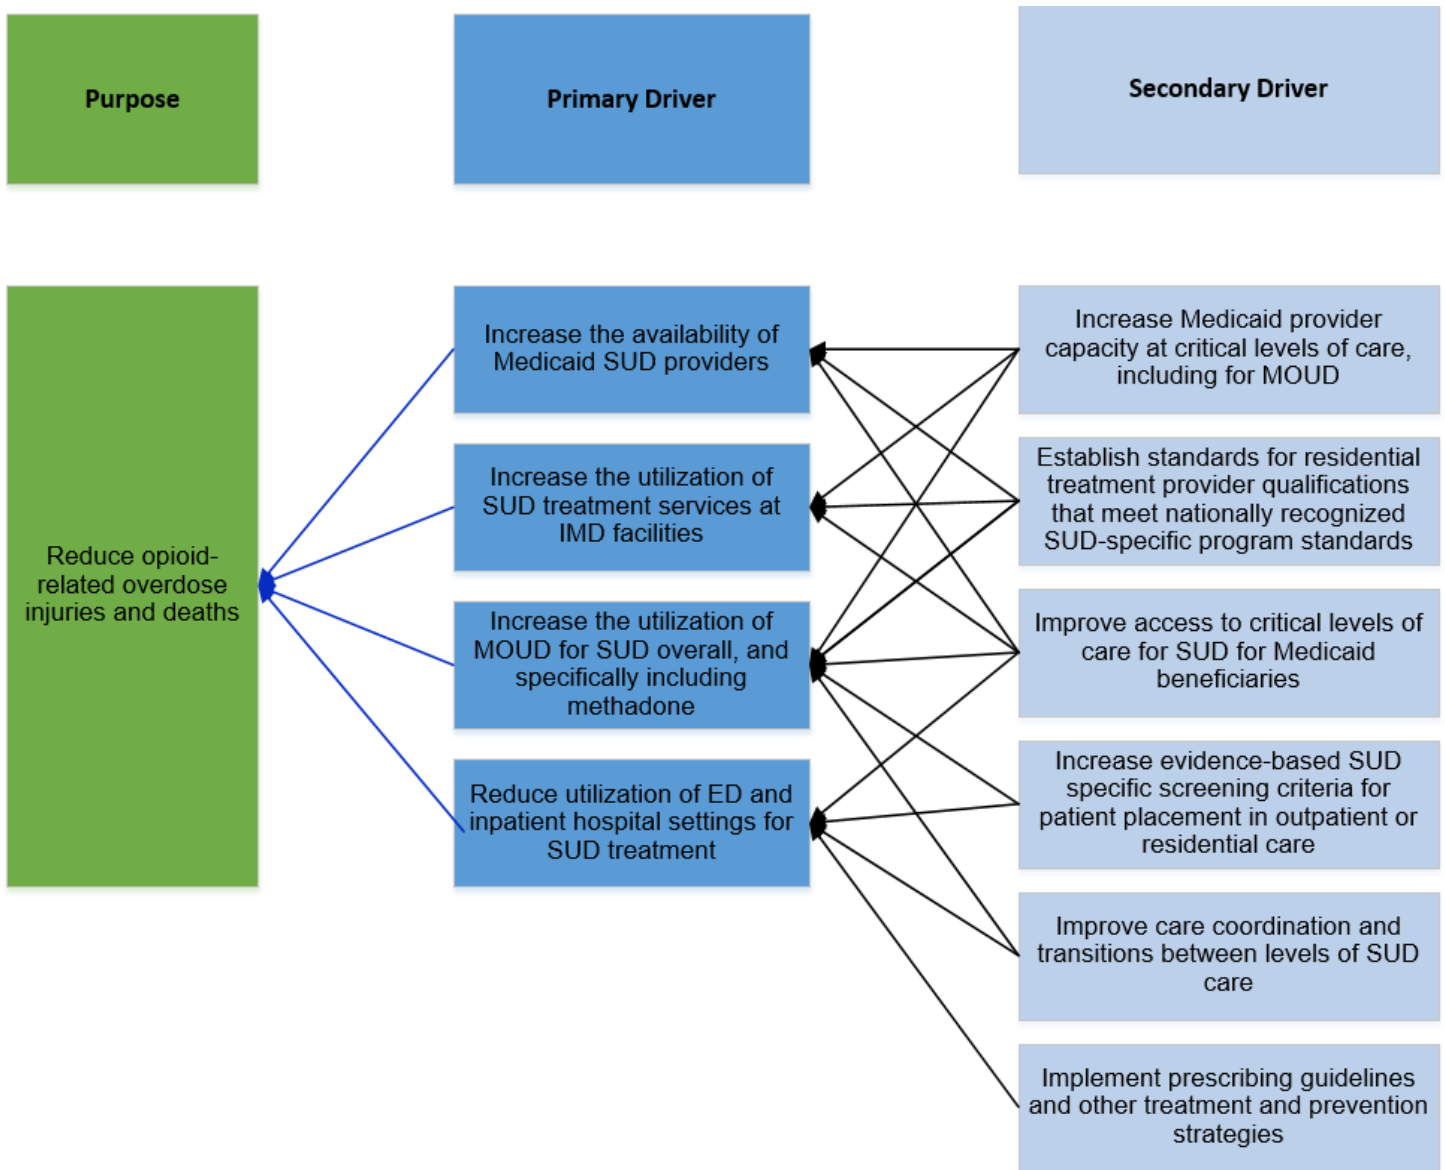 Purpose
Primary Driver
Secondary Driver
Reduce opioid-
related overdose
injuries and deaths
Increase the availability of
Medicaid SUD providers
Increase the utilization of
SUD treatment services at
IMD facilities
Increase the utilization of
MOUD for SUD overall, and
specifically including
methadone
Reduce utilization of ED and
inpatient hospital settings for
SUD treatment
Increase Medicaid provider
capacity at critical levels of care,
including for MOUD
Establish standards for residential
treatment provider qualifications
that meet nationally recognized
SUD-specific program standards
Improve access to critical levels of
care for SUD for Medicaid
beneficiaries
Increase evidence-based SUD
specific screening criteria for
patient placement in outpatient or
residential care
Improve care coordination and
transitions between levels of SUD
care
Implement prescribing guidelines
and other treatment and prevention
strategies